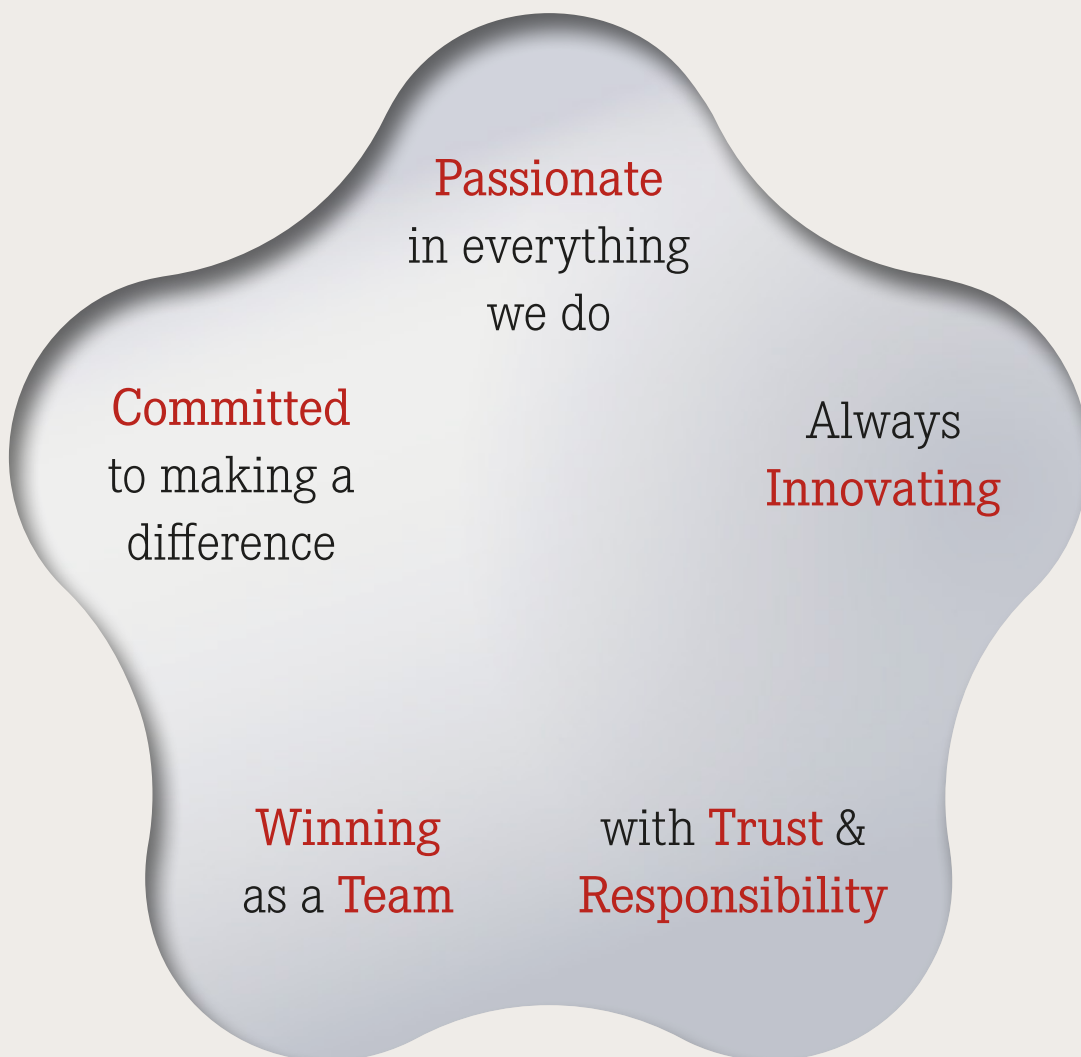 Passionate
in everything
we do
Committed
to making a
difference
Always
Innovating
Winning
as a Team
with Trust &
Responsibility